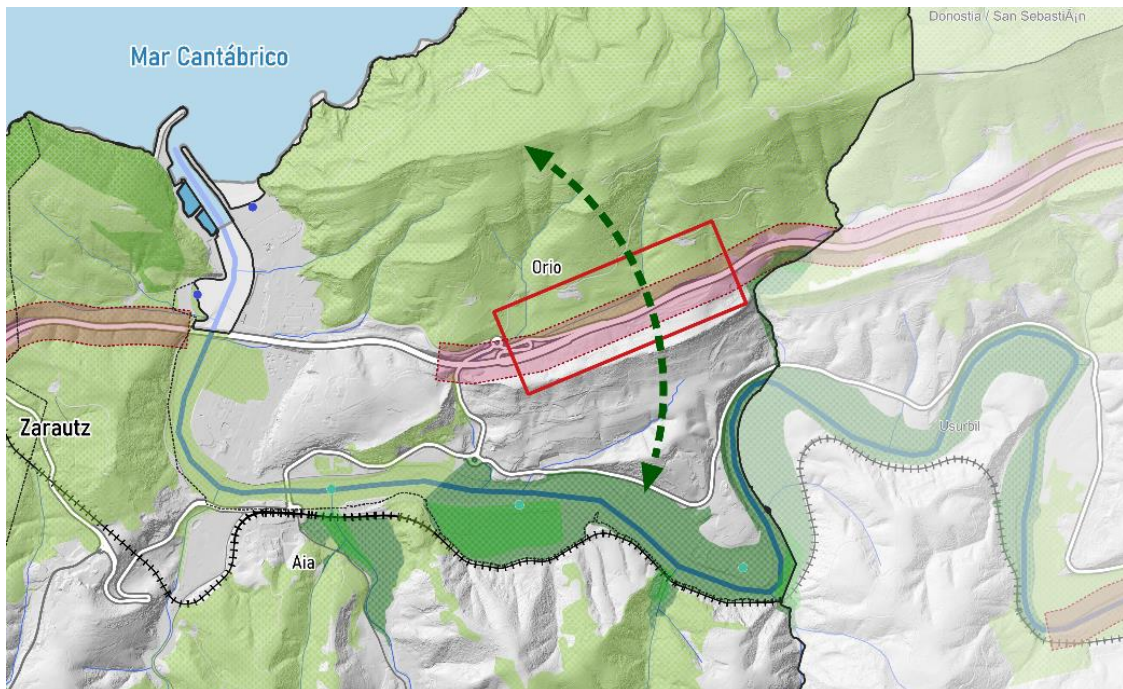 Donostia / San SebastiÃ¡n
Mar Cantábrico
Orio
Zarautz
Usurbil
Aia